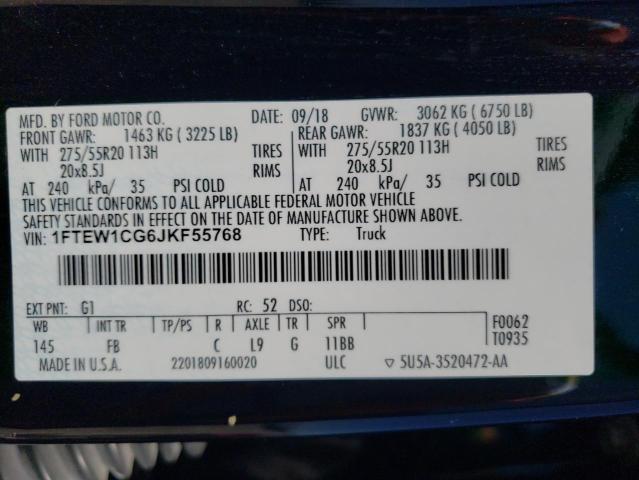 MFD. BY FORD MOTOR CO. DATE: 09/18 GVWR: 3062 KG ( 6750 LB)
FRONT GAWR: 1463 KG ( 3225 LB) REAR GAWR: 1837 KG ( 4050 LB)
WITH 275/55R20 113H TIRES WITH 275/55R20 113H TIRES
20x8.5J RIMS 20x8.5J RIMS
AT 240 kPa/ 35 PSI COLD AT 240 kPa/ 35 PSI COLD
THIS VEHICLE CONFORMS TO ALL APPLICABLE FEDERAL MOTOR VEHICLE
SAFETY STANDARDS IN EFFECT ON THE DATE OF MANUFACTURE SHOWN ABOVE.
VIN: 1FTEW1CG6JKF55768 TYPE: Truck
EXT PNT: G1 RC: 52 DSO:
WB INT TR TP/PS R AXLE TR SPR F0062
145 FB C L9 G 11BB T0935
MADE IN U.S.A. 2201809160020 ULC ▽ 5U5A-3520472-AA